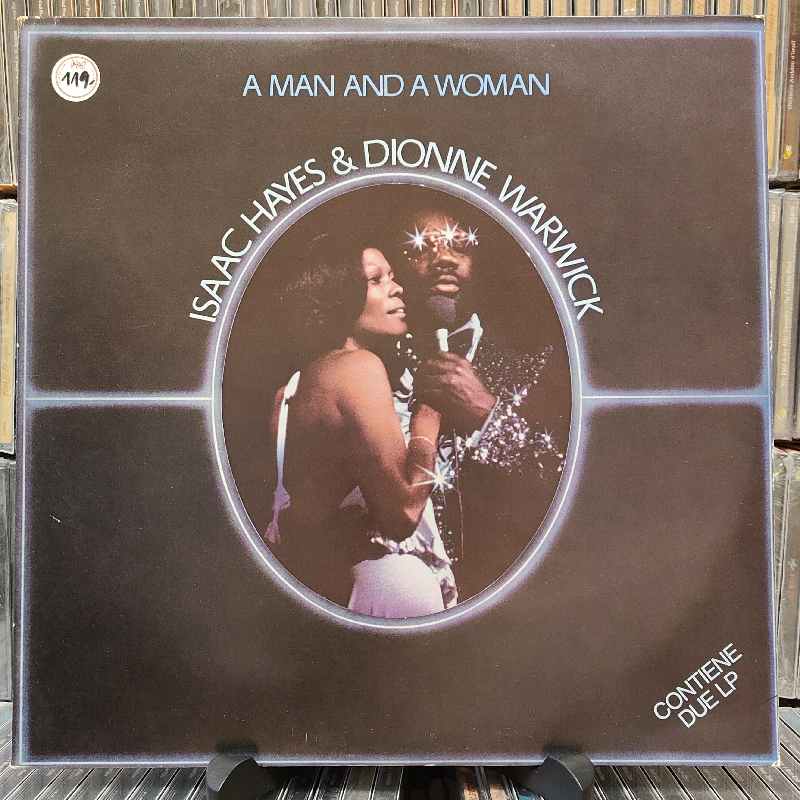 119,-
A MAN AND A WOMAN
ISAAC HAYES & DIONNE WARWICK
CONTIENE
DUE LP